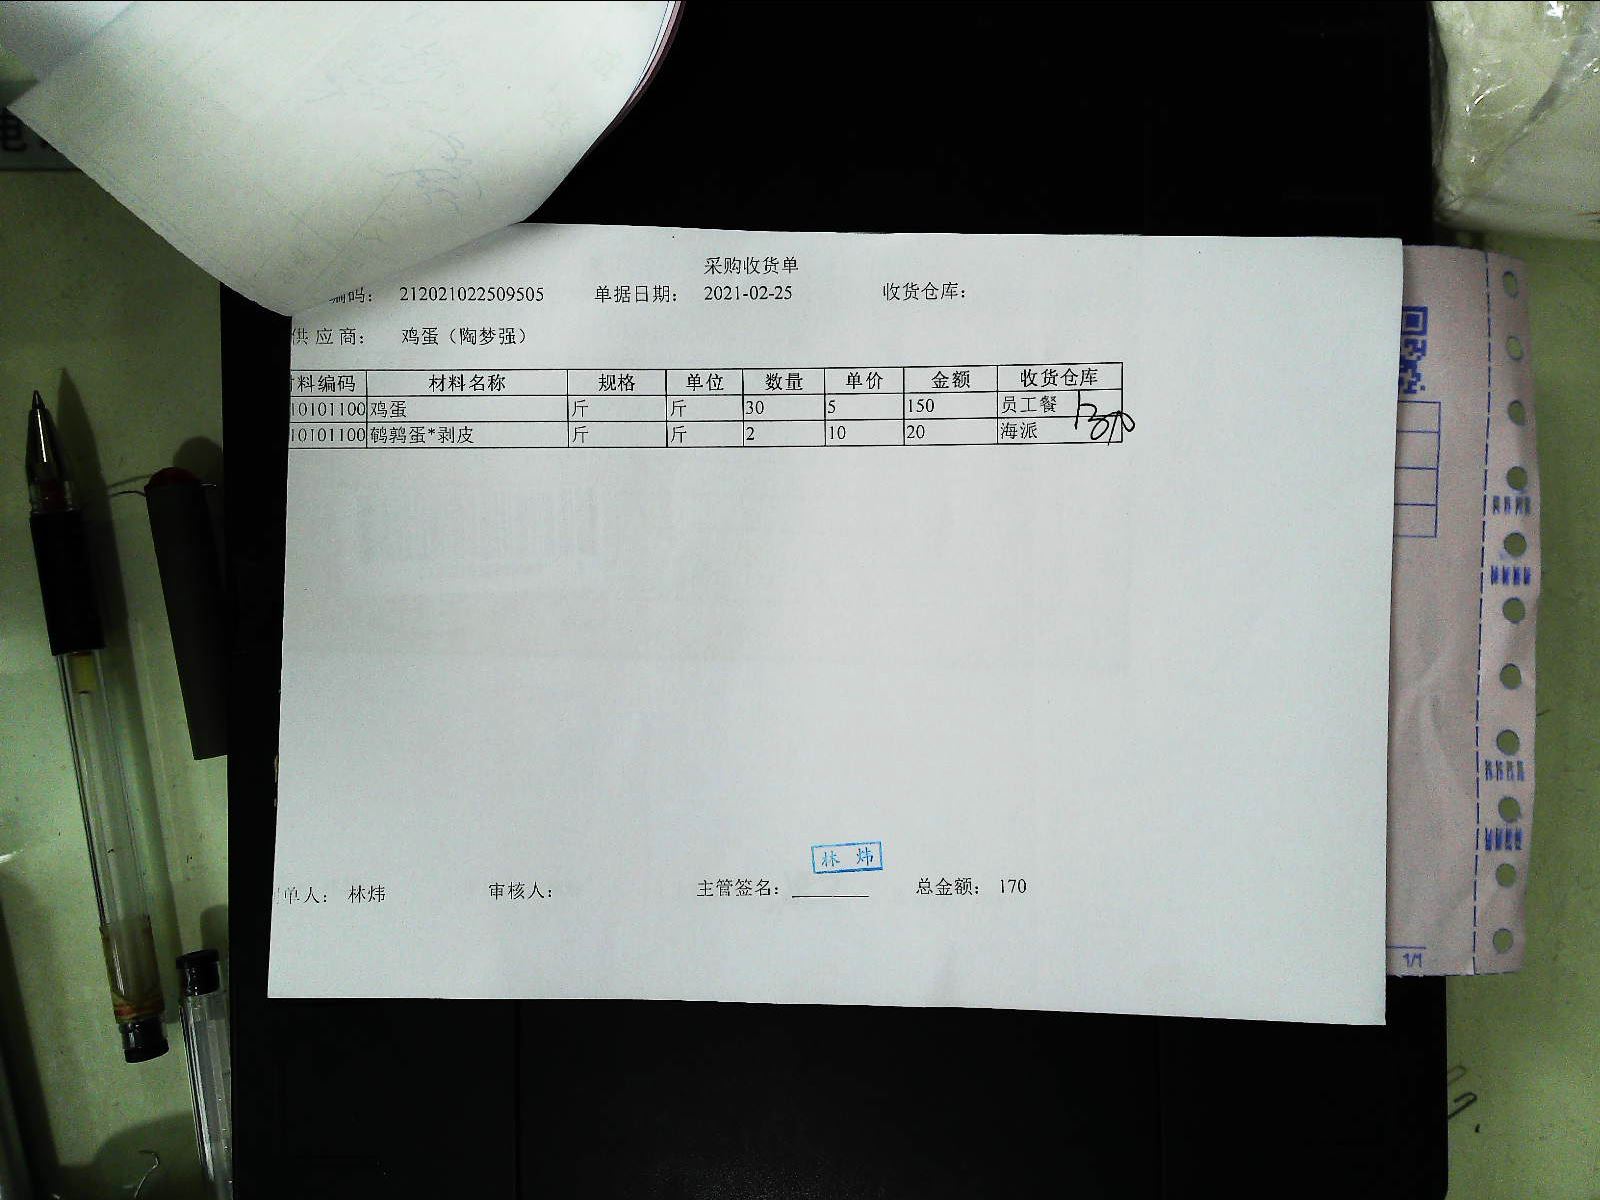 采购收货单
编码： 212021022509505 单据日期： 2021-02-25 收货仓库：
供应商： 鸡蛋（陶梦强）
材料编码 材料名称 规格 单位 数量 单价 金额 收货仓库
10101100 鸡蛋 斤 斤 30 5 150 员工餐
10101100 鹌鹑蛋*剥皮 斤 斤 2 10 20 海派
林 炜
单人： 林炜 审核人： 主管签名： 总金额： 170
1/1